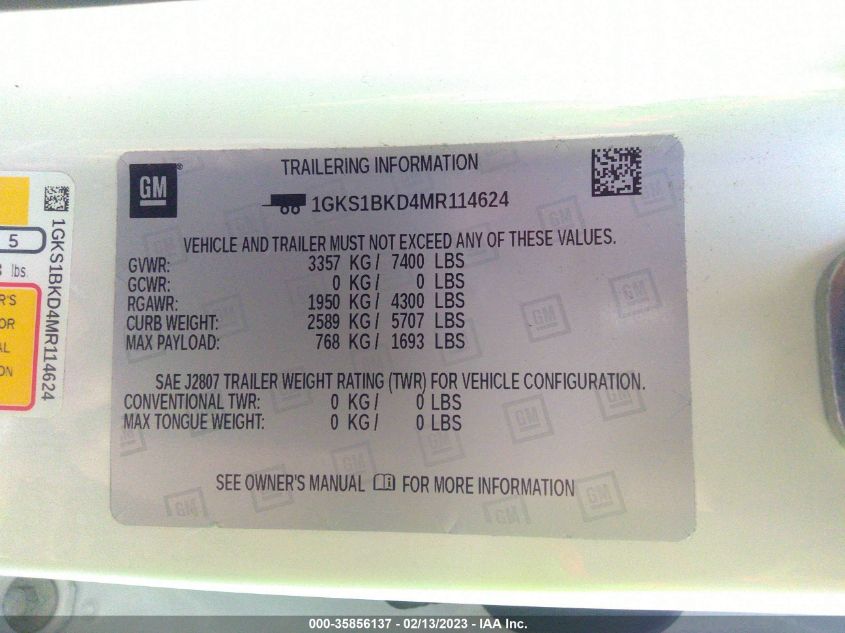 GM
®
TRAILERING INFORMATION
1GKS1BKD4MR114624
VEHICLE AND TRAILER MUST NOT EXCEED ANY OF THESE VALUES.
GVWR: 3357 KG / 7400 LBS
GCWR: 0 KG / 0 LBS
RGAWR: 1950 KG / 4300 LBS
CURB WEIGHT: 2589 KG / 5707 LBS
MAX PAYLOAD: 768 KG / 1693 LBS
SAE J2807 TRAILER WEIGHT RATING (TWR) FOR VEHICLE CONFIGURATION.
CONVENTIONAL TWR: 0 KG / 0 LBS
MAX TONGUE WEIGHT: 0 KG / 0 LBS
SEE OWNER'S MANUAL FOR MORE INFORMATION
5
lbs.
1GKS1BKD4MR114624
R'S
OR
AL
ON
000-35856137 - 02/13/2023 - IAA Inc.